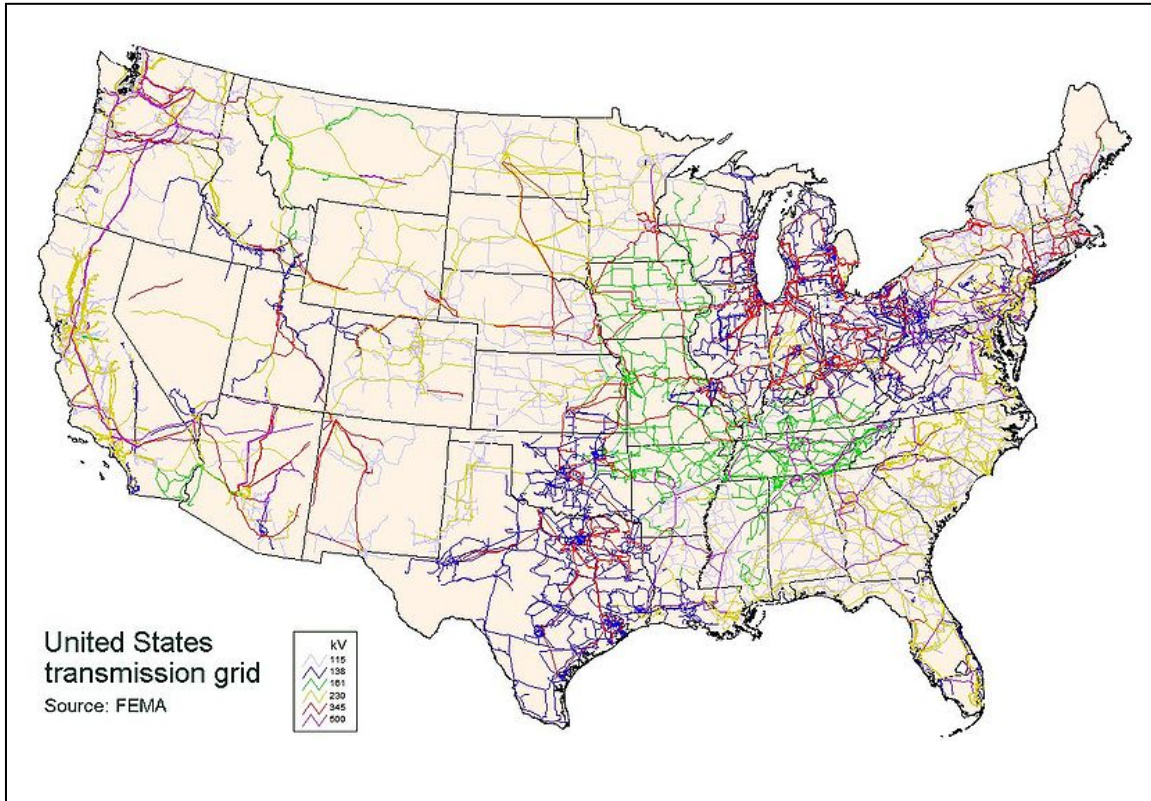 United States
transmission grid
Source: FEMA
kV
115
138
161
230
345
500